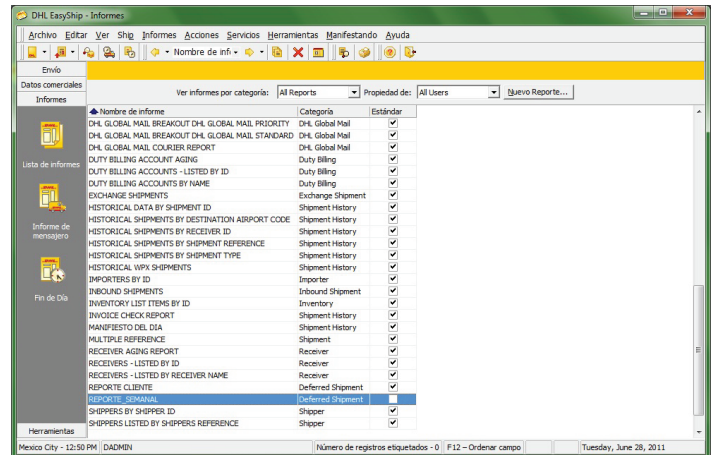 DHL EasyShip - Informes
Archivo Editar Ver Ship Informes Acciones Servicios Herramientas Manifestando Ayuda
Nombre de infi
Envío
Datos comerciales
Informes
Ver informes por categoría: All Reports Propiedad de: All Users Nuevo Reporte...
Nombre de informe Categoría Estándar
DHL GLOBAL MAIL BREAKOUT DHL GLOBAL MAIL PRIORITY DHL Global Mail
DHL GLOBAL MAIL BREAKOUT DHL GLOBAL MAIL STANDARD DHL Global Mail
DHL GLOBAL MAIL COURIER REPORT DHL Global Mail
DUTY BILLING ACCOUNT AGING Duty Billing
DUTY BILLING ACCOUNTS - LISTED BY ID Duty Billing
DUTY BILLING ACCOUNTS BY NAME Duty Billing
EXCHANGE SHIPMENTS Exchange Shipment
HISTORICAL DATA BY SHIPMENT ID Shipment History
HISTORICAL SHIPMENTS BY DESTINATION AIRPORT CODE Shipment History
HISTORICAL SHIPMENTS BY RECEIVER ID Shipment History
HISTORICAL SHIPMENTS BY SHIPMENT REFERENCE Shipment History
HISTORICAL SHIPMENTS BY SHIPMENT TYPE Shipment History
HISTORICAL WPX SHIPMENTS Shipment History
IMPORTERS BY ID Importer
INBOUND SHIPMENTS Inbound Shipment
INVENTORY LIST ITEMS BY ID Inventory
INVOICE CHECK REPORT Shipment History
MANIFIESTO DEL DIA Shipment History
MULTIPLE REFERENCE Shipment
RECEIVER AGING REPORT Receiver
RECEIVERS - LISTED BY ID Receiver
RECEIVERS - LISTED BY RECEIVER NAME Receiver
REPORTE CLIENTE Deferred Shipment
REPORTE_SEMANAL Deferred Shipment
SHIPPERS BY SHIPPER ID Shipper
SHIPPERS LISTED BY SHIPPERS REFERENCE Shipper
Lista de informes
Informe de
mensajero
Fin de Día
Herramientas
Mexico City - 12:50 PM DADMIN Número de registros etiquetados - 0 F12 – Ordenar campo Tuesday, June 28, 2011